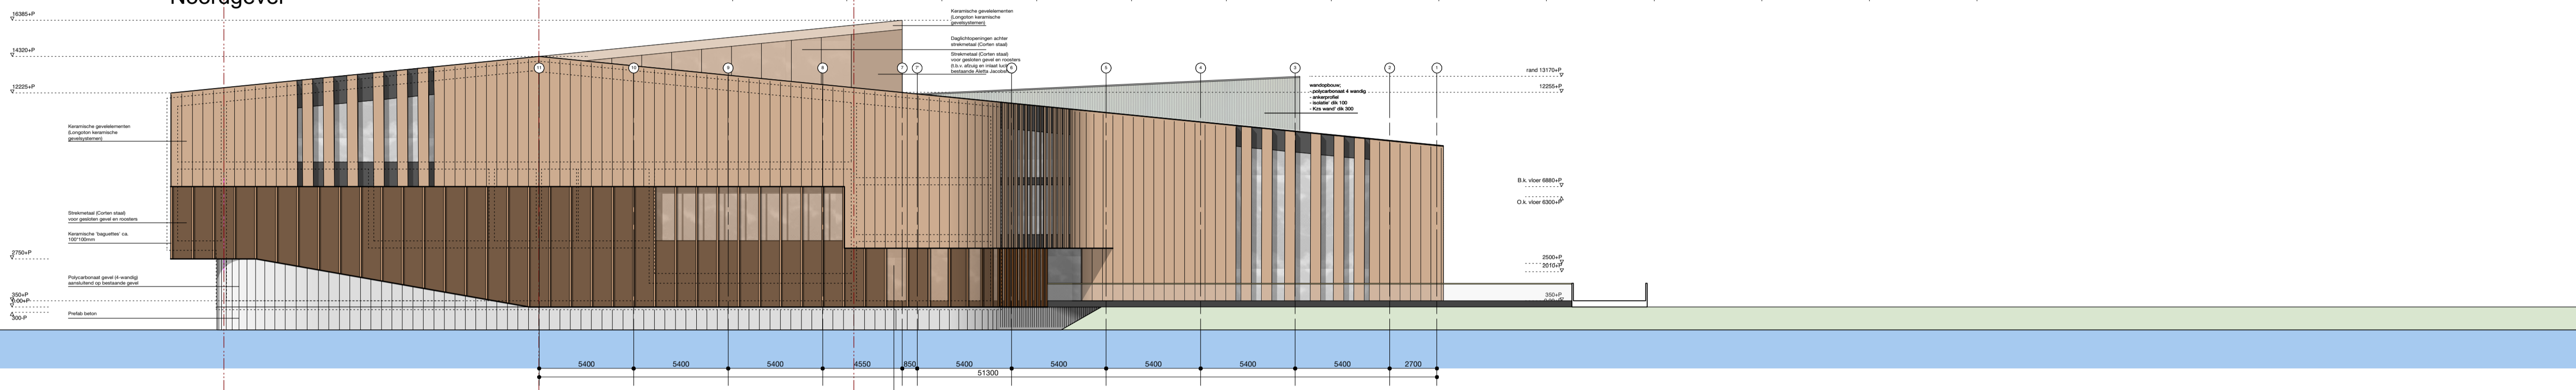 Noordgevel
16385+P
14320+P
12225+P
Keramische gevelelementen
(Longoton keramische
gevelsystemen)
Strekmetaal (Corten staal)
voor gesloten gevel en roosters
Keramische 'baguettes' ca.
100*100mm
2750+P
Polycarbonaat gevel (4-wandig)
aansluitend op bestaande gevel
350+P
0.00+P
300-P
Prefab beton
Keramische gevelelementen
(Longoton keramische
gevelsystemen)
Daglichtopeningen achter
strekmetaal (Corten staal)
Strekmetaal (Corten staal)
voor gesloten gevel en roosters
(t.b.v. afzuig en inlaat lucht
bestaande Aletta Jacobs
11
10
9
8
7
7'
6
5
4
3
2
1
wandopbouw;
- polycarbonaat 4 wandig
- ankerprofiel
- isolatie' dik 100
- Kzs wand' dik 300
rand 13170+P
12255+P
B.k. vloer 6880+P
O.k. vloer 6300+P
2500+P
2010+P
350+P
5400
5400
5400
4550
850
5400
5400
5400
5400
5400
2700
51300